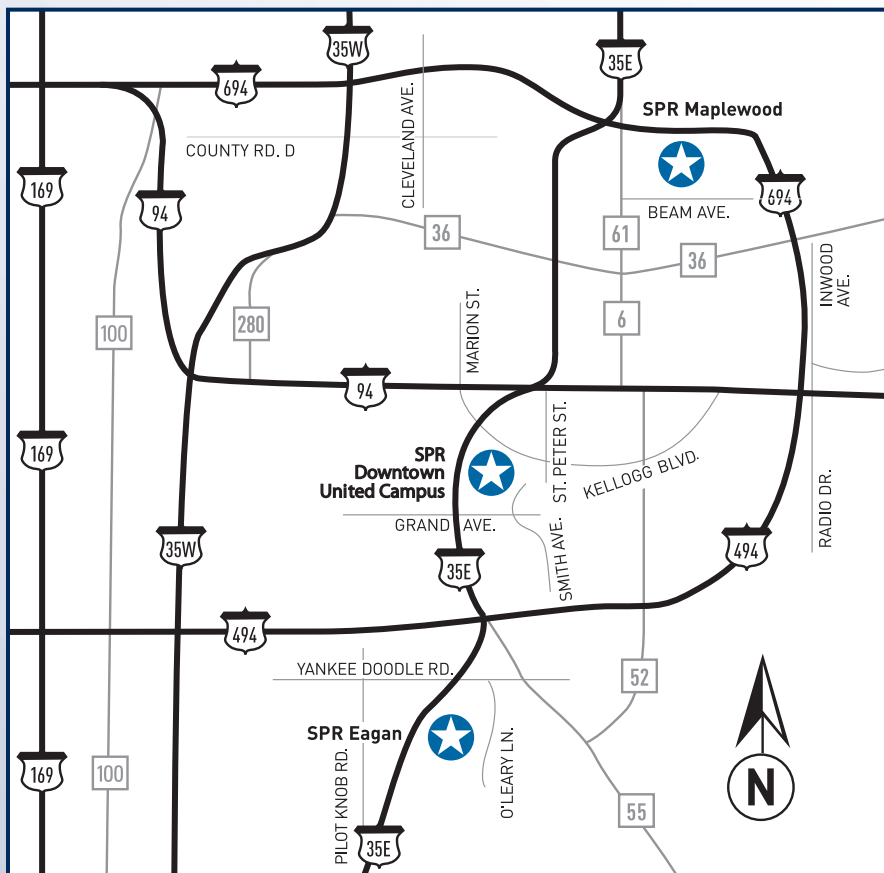 35W
35E
694
SPR Maplewood
CLEVELAND AVE.
COUNTY RD. D
169
94
694
BEAM AVE.
36
61
36
INWOOD
AVE.
100
280
6
MARION ST.
94
169
SPR
Downtown
United Campus
ST. PETER ST.
KELLOGG BLVD.
GRAND AVE.
SMITH AVE.
RADIO DR.
35W
35E
494
494
YANKEE DOODLE RD.
52
SPR Eagan
169
100
PILOT KNOB RD.
O'LEARY LN.
N
55
35E